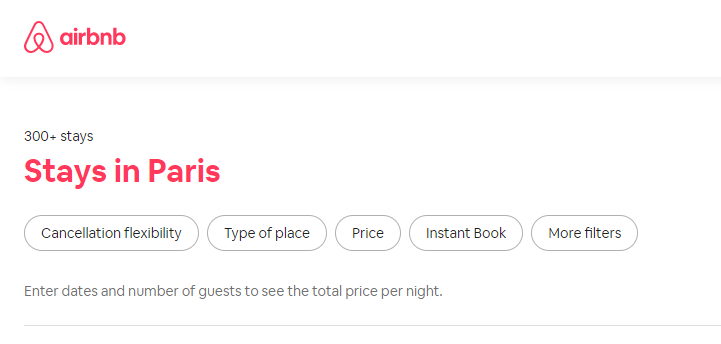 airbnb
300+ stays
Stays in Paris
Cancellation flexibility Type of place Price Instant Book More filters
Enter dates and number of guests to see the total price per night.